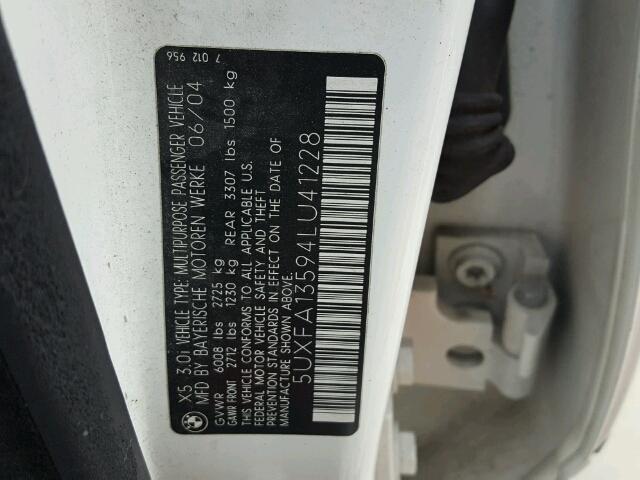 7 012 956
X5 3.0i VEHICLE TYPE: MULTIPURPOSE PASSENGER VEHICLE
MFD BY BAYERISCHE MOTOREN WERKE 06/04
GVWR 6008 lbs 2725 kg
GAWR FRONT 2712 lbs 1230 kg REAR 3307 lbs 1500 kg
THIS VEHICLE CONFORMS TO ALL APPLICABLE U.S.
FEDERAL MOTOR VEHICLE SAFETY AND THEFT
PREVENTION STANDARDS IN EFFECT ON THE DATE OF
MANUFACTURE SHOWN ABOVE.
5UXFA13594LU41228